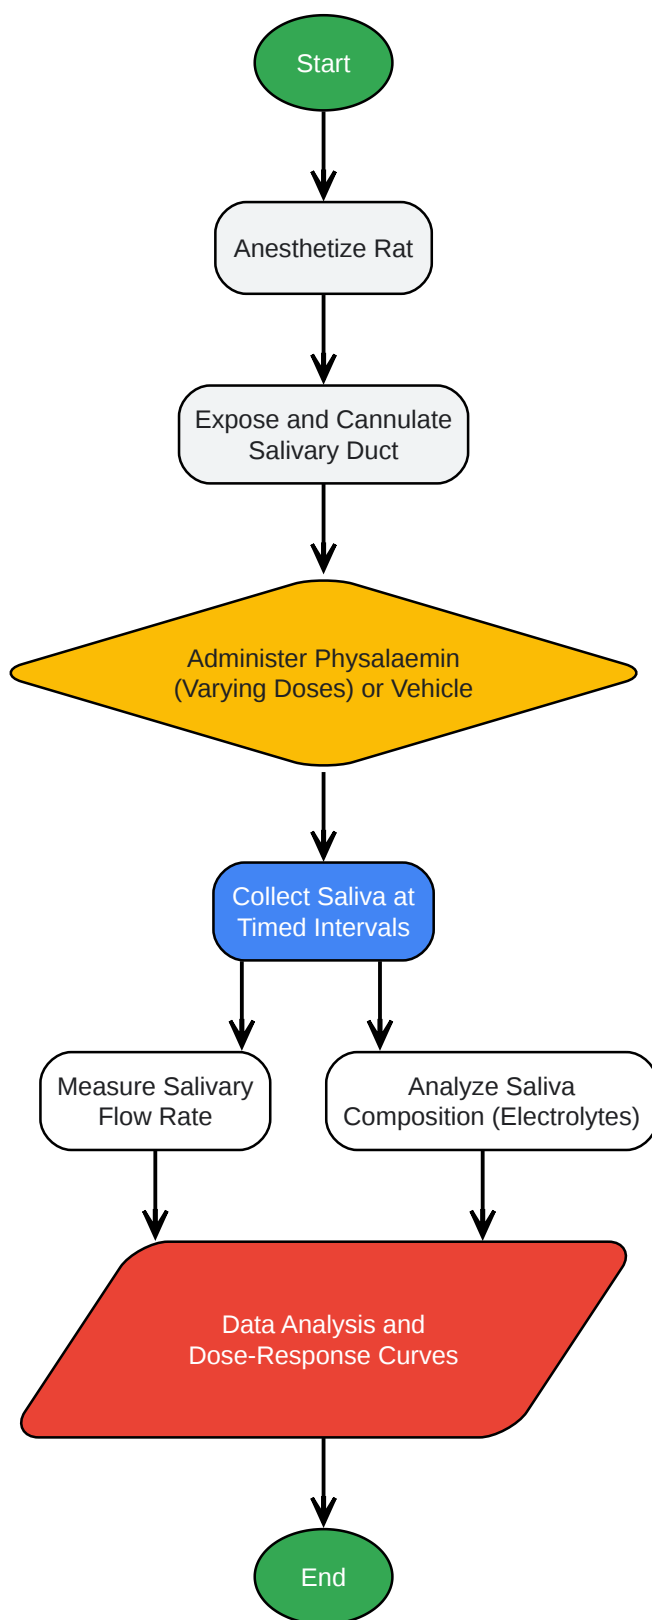 Start
Anesthetize Rat
Expose and Cannulate
Salivary Duct
Administer Physalaemin
(Varying Doses) or Vehicle
Collect Saliva at
Timed Intervals
Measure Salivary
Flow Rate
Analyze Saliva
Composition (Electrolytes)
Data Analysis and
Dose-Response Curves
End